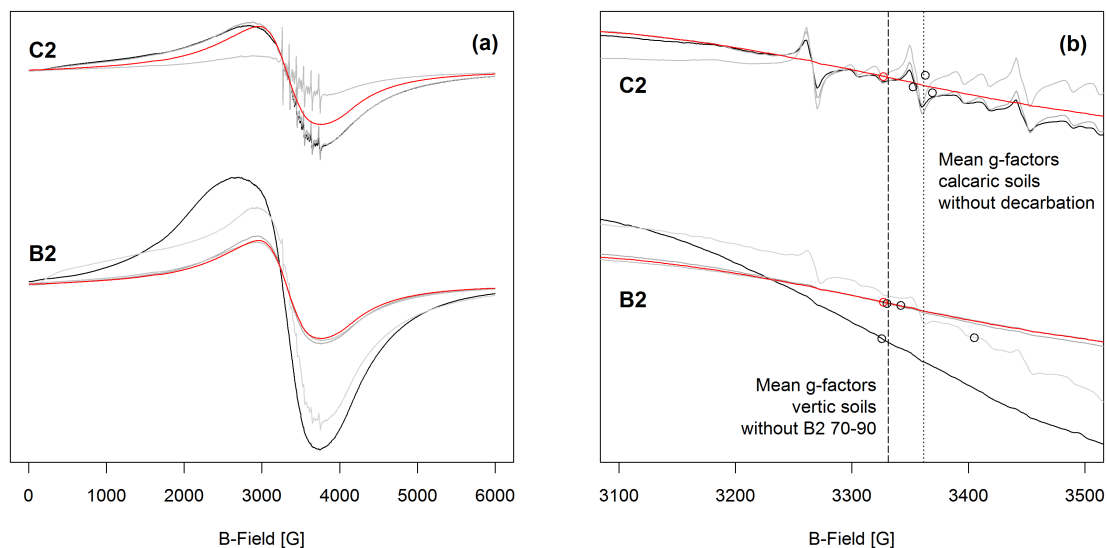 C2
(a)
B2
0 1000 2000 3000 4000 5000 6000
B-Field [G]
(b)
C2
Mean g-factors
calcaric soils
without decarbation
B2
Mean g-factors
vertic soils
without B2 70-90
3100 3200 3300 3400 3500
B-Field [G]